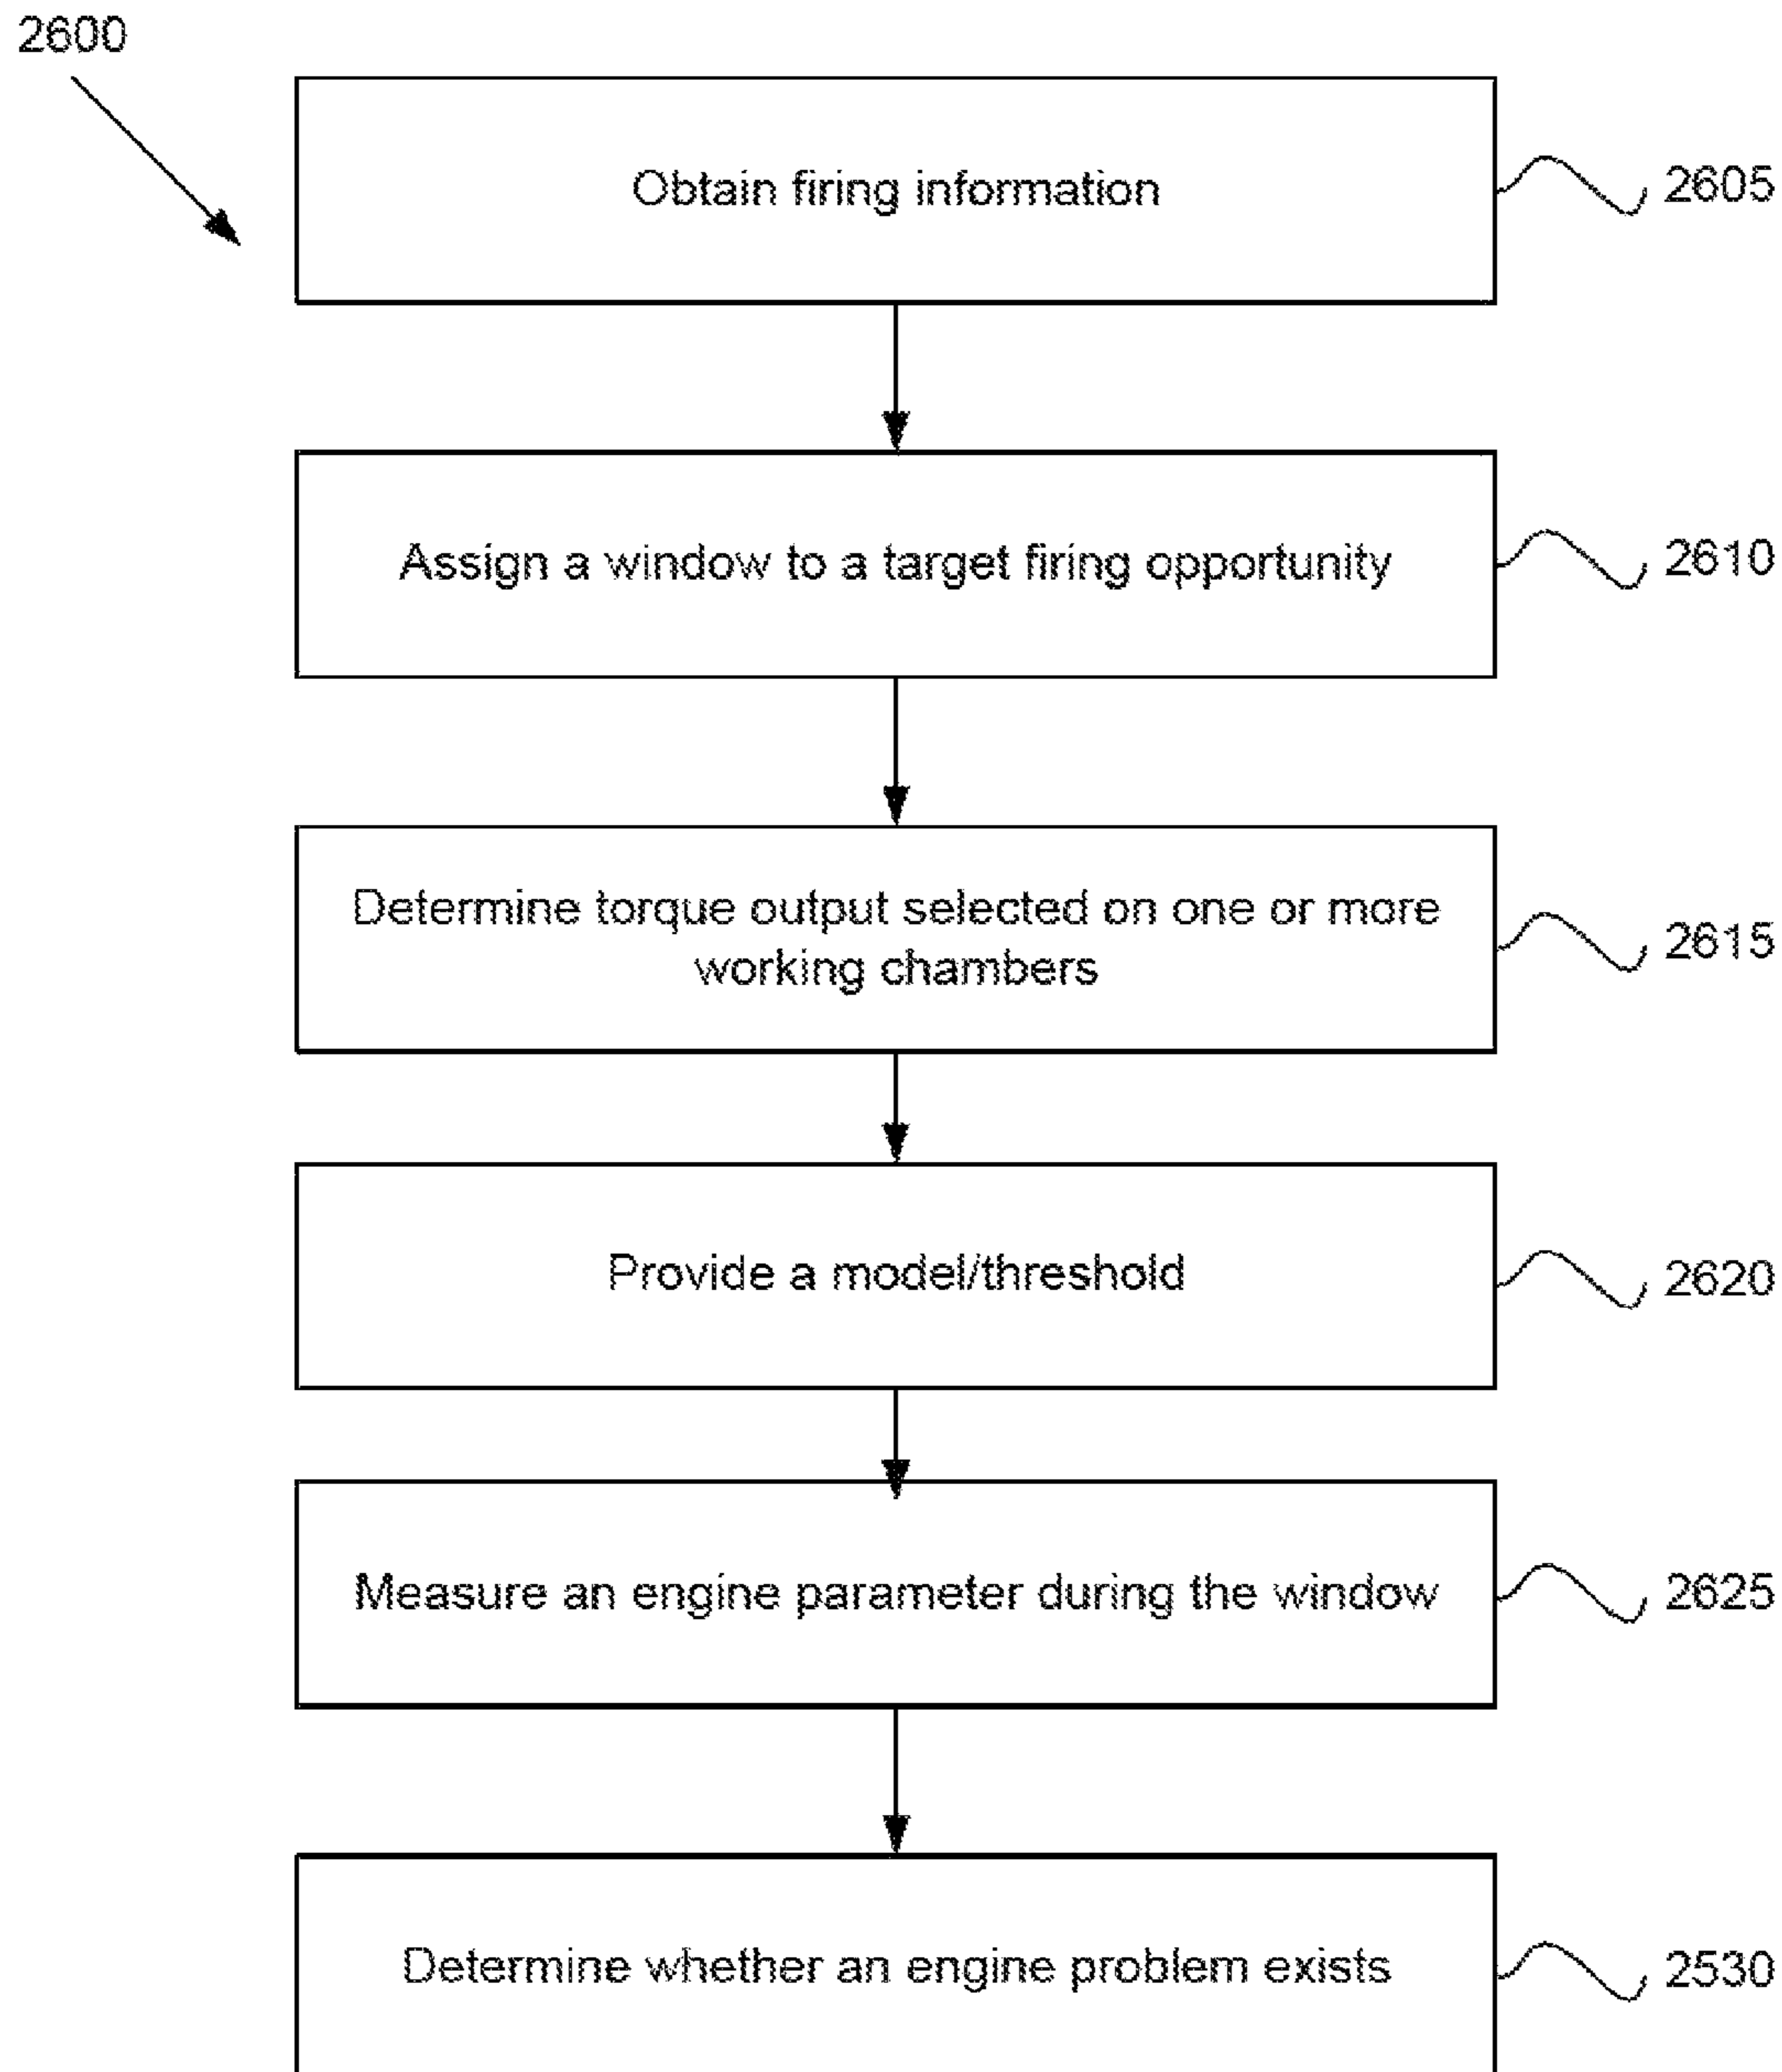 2600
Obtain firing information
2605
Assign a window to a target firing opportunity
2610
Determine torque output selected on one or more
working chambers
2615
Provide a model/threshold
2620
Measure an engine parameter during the window
2625
Determine whether an engine problem exists
2530